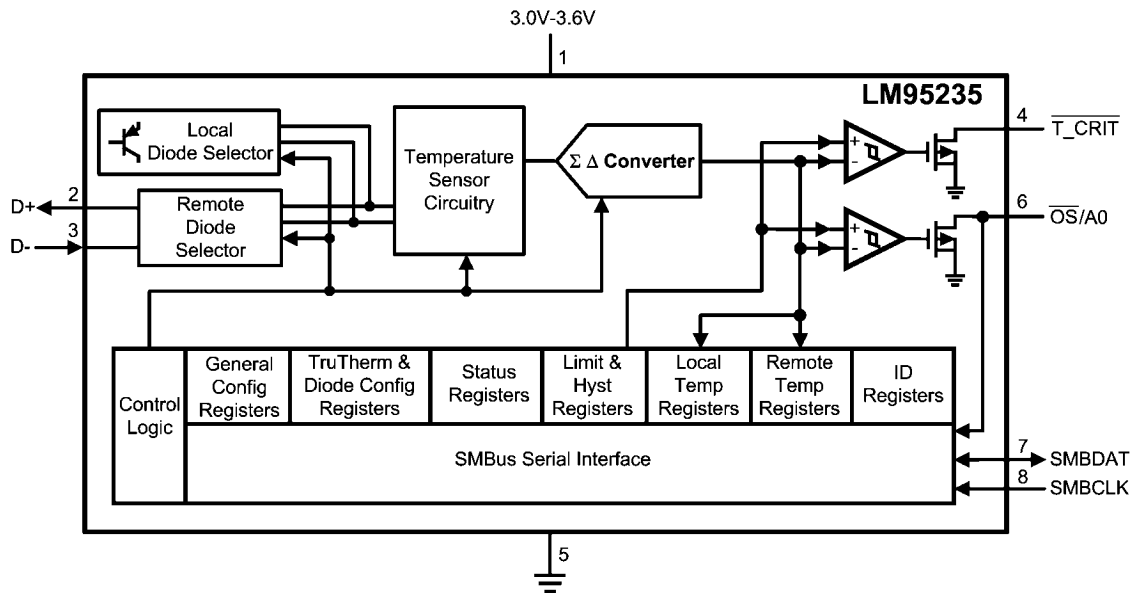 3.0V-3.6V
1
LM95235
Local
Diode Selector
Temperature
Sensor
Circuitry
Σ Δ Converter
+
-
4
T_CRIT
D+
2
D-
3
Remote
Diode
Selector
+
-
6
OS/A0
Control
Logic
General
Config
Registers
TruTherm &
Diode Config
Registers
Status
Registers
Limit &
Hyst
Registers
Local
Temp
Registers
Remote
Temp
Registers
ID
Registers
SMBus Serial Interface
7
SMBDAT
8
SMBCLK
5